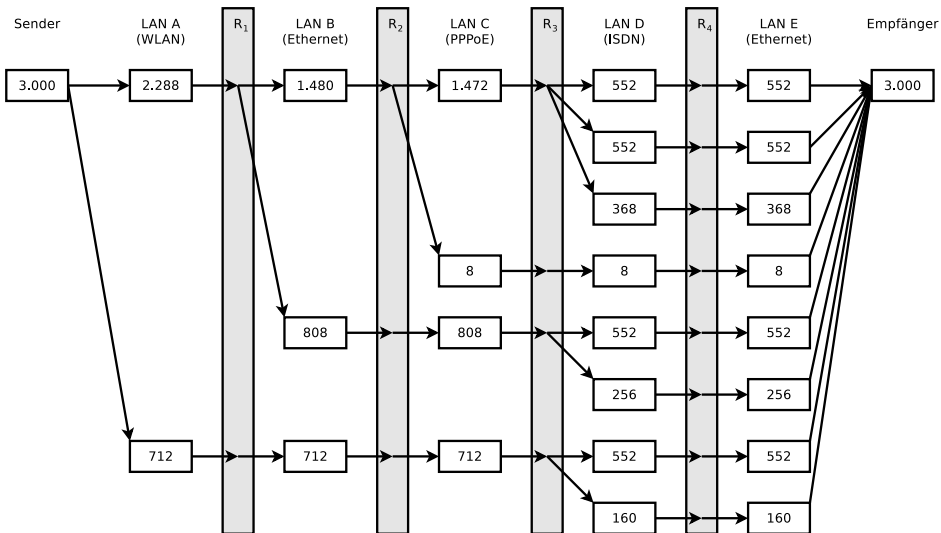 Sender
LAN A
(WLAN)
R1
LAN B
(Ethernet)
R2
LAN C
(PPPoE)
R3
LAN D
(ISDN)
R4
LAN E
(Ethernet)
Empfänger
3.000
2.288
1.480
1.472
552
552
3.000
552
552
368
368
8
8
8
808
808
552
552
256
256
712
712
712
552
552
160
160